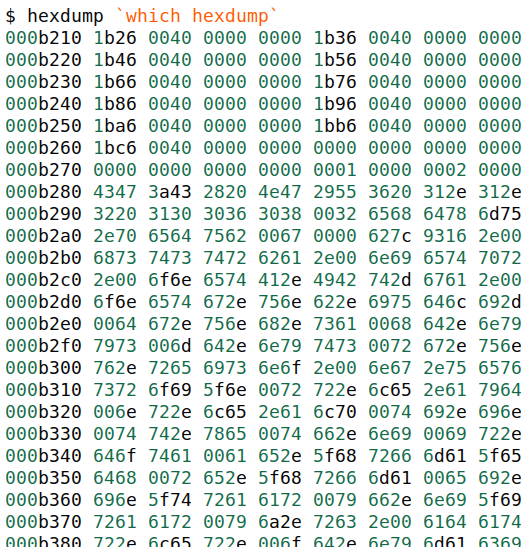 $ hexdump `which hexdump`
000b210 1b26 0040 0000 0000 1b36 0040 0000 0000
000b220 1b46 0040 0000 0000 1b56 0040 0000 0000
000b230 1b66 0040 0000 0000 1b76 0040 0000 0000
000b240 1b86 0040 0000 0000 1b96 0040 0000 0000
000b250 1ba6 0040 0000 0000 1bb6 0040 0000 0000
000b260 1bc6 0040 0000 0000 0000 0000 0000 0000
000b270 0000 0000 0000 0000 0001 0000 0002 0000
000b280 4347 3a43 2820 4e47 2955 3620 312e 312e
000b290 3220 3130 3036 3038 0032 6568 6478 6d75
000b2a0 2e70 6564 7562 0067 0000 627c 9316 2e00
000b2b0 6873 7473 7472 6261 2e00 6e69 6574 7072
000b2c0 2e00 6f6e 6574 412e 4942 742d 6761 2e00
000b2d0 6f6e 6574 672e 756e 622e 6975 646c 692d
000b2e0 0064 672e 756e 682e 7361 0068 642e 6e79
000b2f0 7973 006d 642e 6e79 7473 0072 672e 756e
000b300 762e 7265 6973 6e6f 2e00 6e67 2e75 6576
000b310 7372 6f69 5f6e 0072 722e 6c65 2e61 7964
000b320 006e 722e 6c65 2e61 6c70 0074 692e 696e
000b330 0074 742e 7865 0074 662e 6e69 0069 722e
000b340 646f 7461 0061 652e 5f68 7266 6d61 5f65
000b350 6468 0072 652e 5f68 7266 6d61 0065 692e
000b360 696e 5f74 7261 6172 0079 662e 6e69 5f69
000b370 7261 6172 0079 6a2e 7263 2e00 6164 6174
000b380 722e 6c65 722e 006f 642e 6e79 6d61 6369